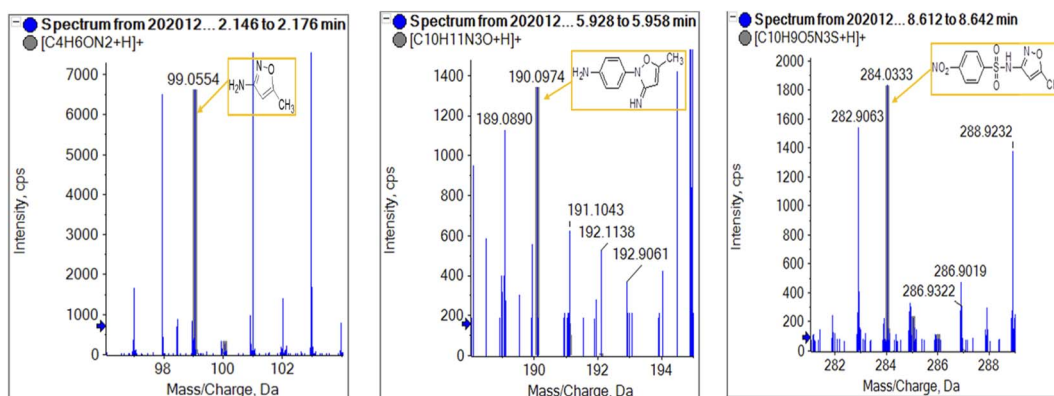 Spectrum from 202012... 2.146 to 2.176 min
[C4H6ON2+H]+
7000
6000
5000
4000
3000
2000
1000
0
98
100
102
Intensity, cps
Mass/Charge, Da
99.0554
N
O
H₂N
CH₃
Spectrum from 202012... 5.928 to 5.958 min
[C10H11N3O+H]+
1400
1200
1000
800
600
400
200
0
190
192
194
Intensity, cps
Mass/Charge, Da
190.0974
189.0890
191.1043
192.1138
192.9061
H₂N
N
O
CH₃
HN
Spectrum from 202012... 8.612 to 8.642 min
[C10H9O5N3S+H]+
2000
1800
1600
1400
1200
1000
800
600
400
200
0
282
284
286
288
Intensity, cps
Mass/Charge, Da
284.0333
282.9063
288.9232
286.9019
286.9322
NO₂
O
S
O
NH
N
O